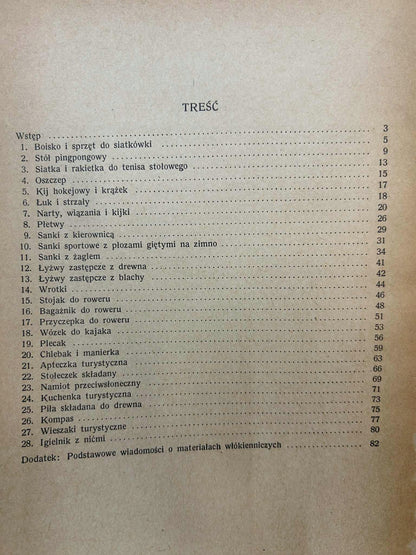 TREŚĆ
Wstęp 3
1. Boisko i sprzęt do siatkówki 5
2. Stół pingpongowy 9
3. Siatka i rakietka do tenisa stołowego 13
4. Oszczep 15
5. Kij hokejowy i krążek 17
6. Łuk i strzały 18
7. Narty, wiązania i kijki 20
8. Płetwy 26
9. Sanki z kierownicą 29
10. Sanki sportowe z płozami giętymi na zimno 31
11. Sanki z żaglem 34
12. Łyżwy zastępcze z drewna 41
13. Łyżwy zastępcze z blachy 42
14. Wrotki 44
15. Stojak do roweru 46
16. Bagażnik do roweru 48
17. Przyczepka do roweru 51
18. Wózek do kajaka 53
19. Plecak 56
20. Chlebak i manierka 59
21. Apteczka turystyczna 63
22. Stołeczek składany 66
23. Namiot przeciwsłoneczny 69
24. Kuchenka turystyczna 71
25. Piła składana do drewna 73
26. Kompas 75
27. Wieszaki turystyczne 77
28. Igielnik z nićmi 80
Dodatek: Podstawowe wiadomości o materiałach włókienniczych 82